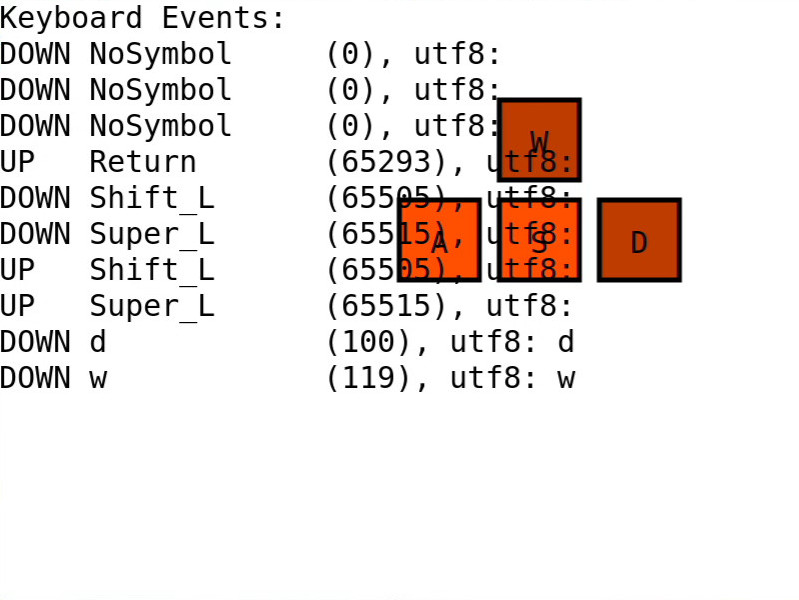 Keyboard Events:
DOWN NoSymbol (0), utf8:
DOWN NoSymbol (0), utf8:
DOWN NoSymbol (0), utf8:
W
UP Return (65293), utf8:
DOWN Shift_L (65505), utf8:
DOWN Super_L (65515), utf8:
A S D
UP Shift_L (65505), utf8:
UP Super_L (65515), utf8:
DOWN d (100), utf8: d
DOWN w (119), utf8: w